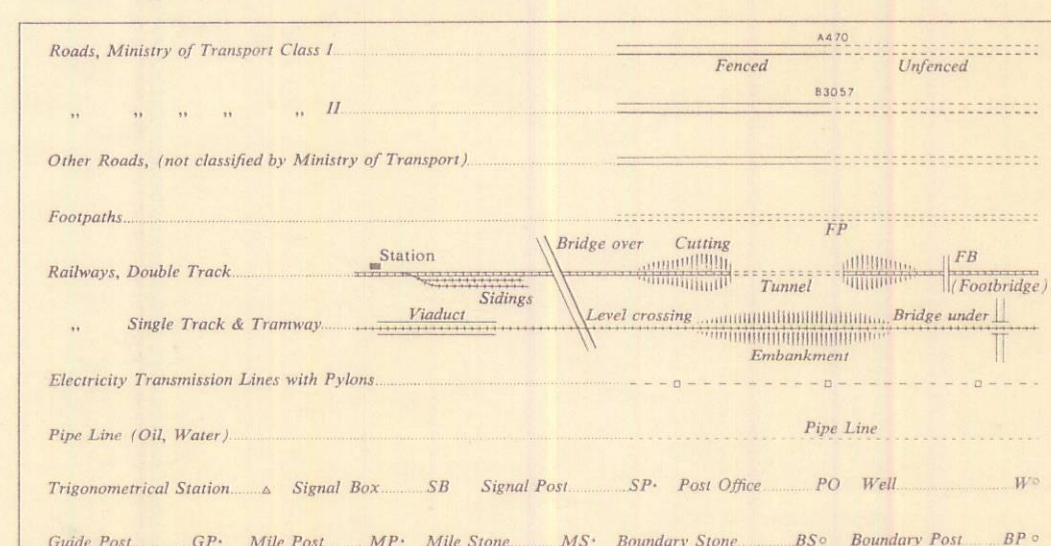 Roads, Ministry of Transport Class I A470
Fenced Unfenced
,, ,, ,, ,, ,, II B3057
Other Roads, (not classified by Ministry of Transport)
Footpaths
FP
Bridge over Cutting
Station FB
Railways, Double Track Tunnel (Footbridge)
Sidings
Viaduct Level crossing Bridge under
,, Single Track & Tramway
Embankment
Electricity Transmission Lines with Pylons
Pipe Line (Oil, Water) Pipe Line
Trigonometrical Station △ Signal Box SB Signal Post SP· Post Office PO Well W○
Guide Post GP· Mile Post MP· Mile Stone MS· Boundary Stone BS○ Boundary Post BP○